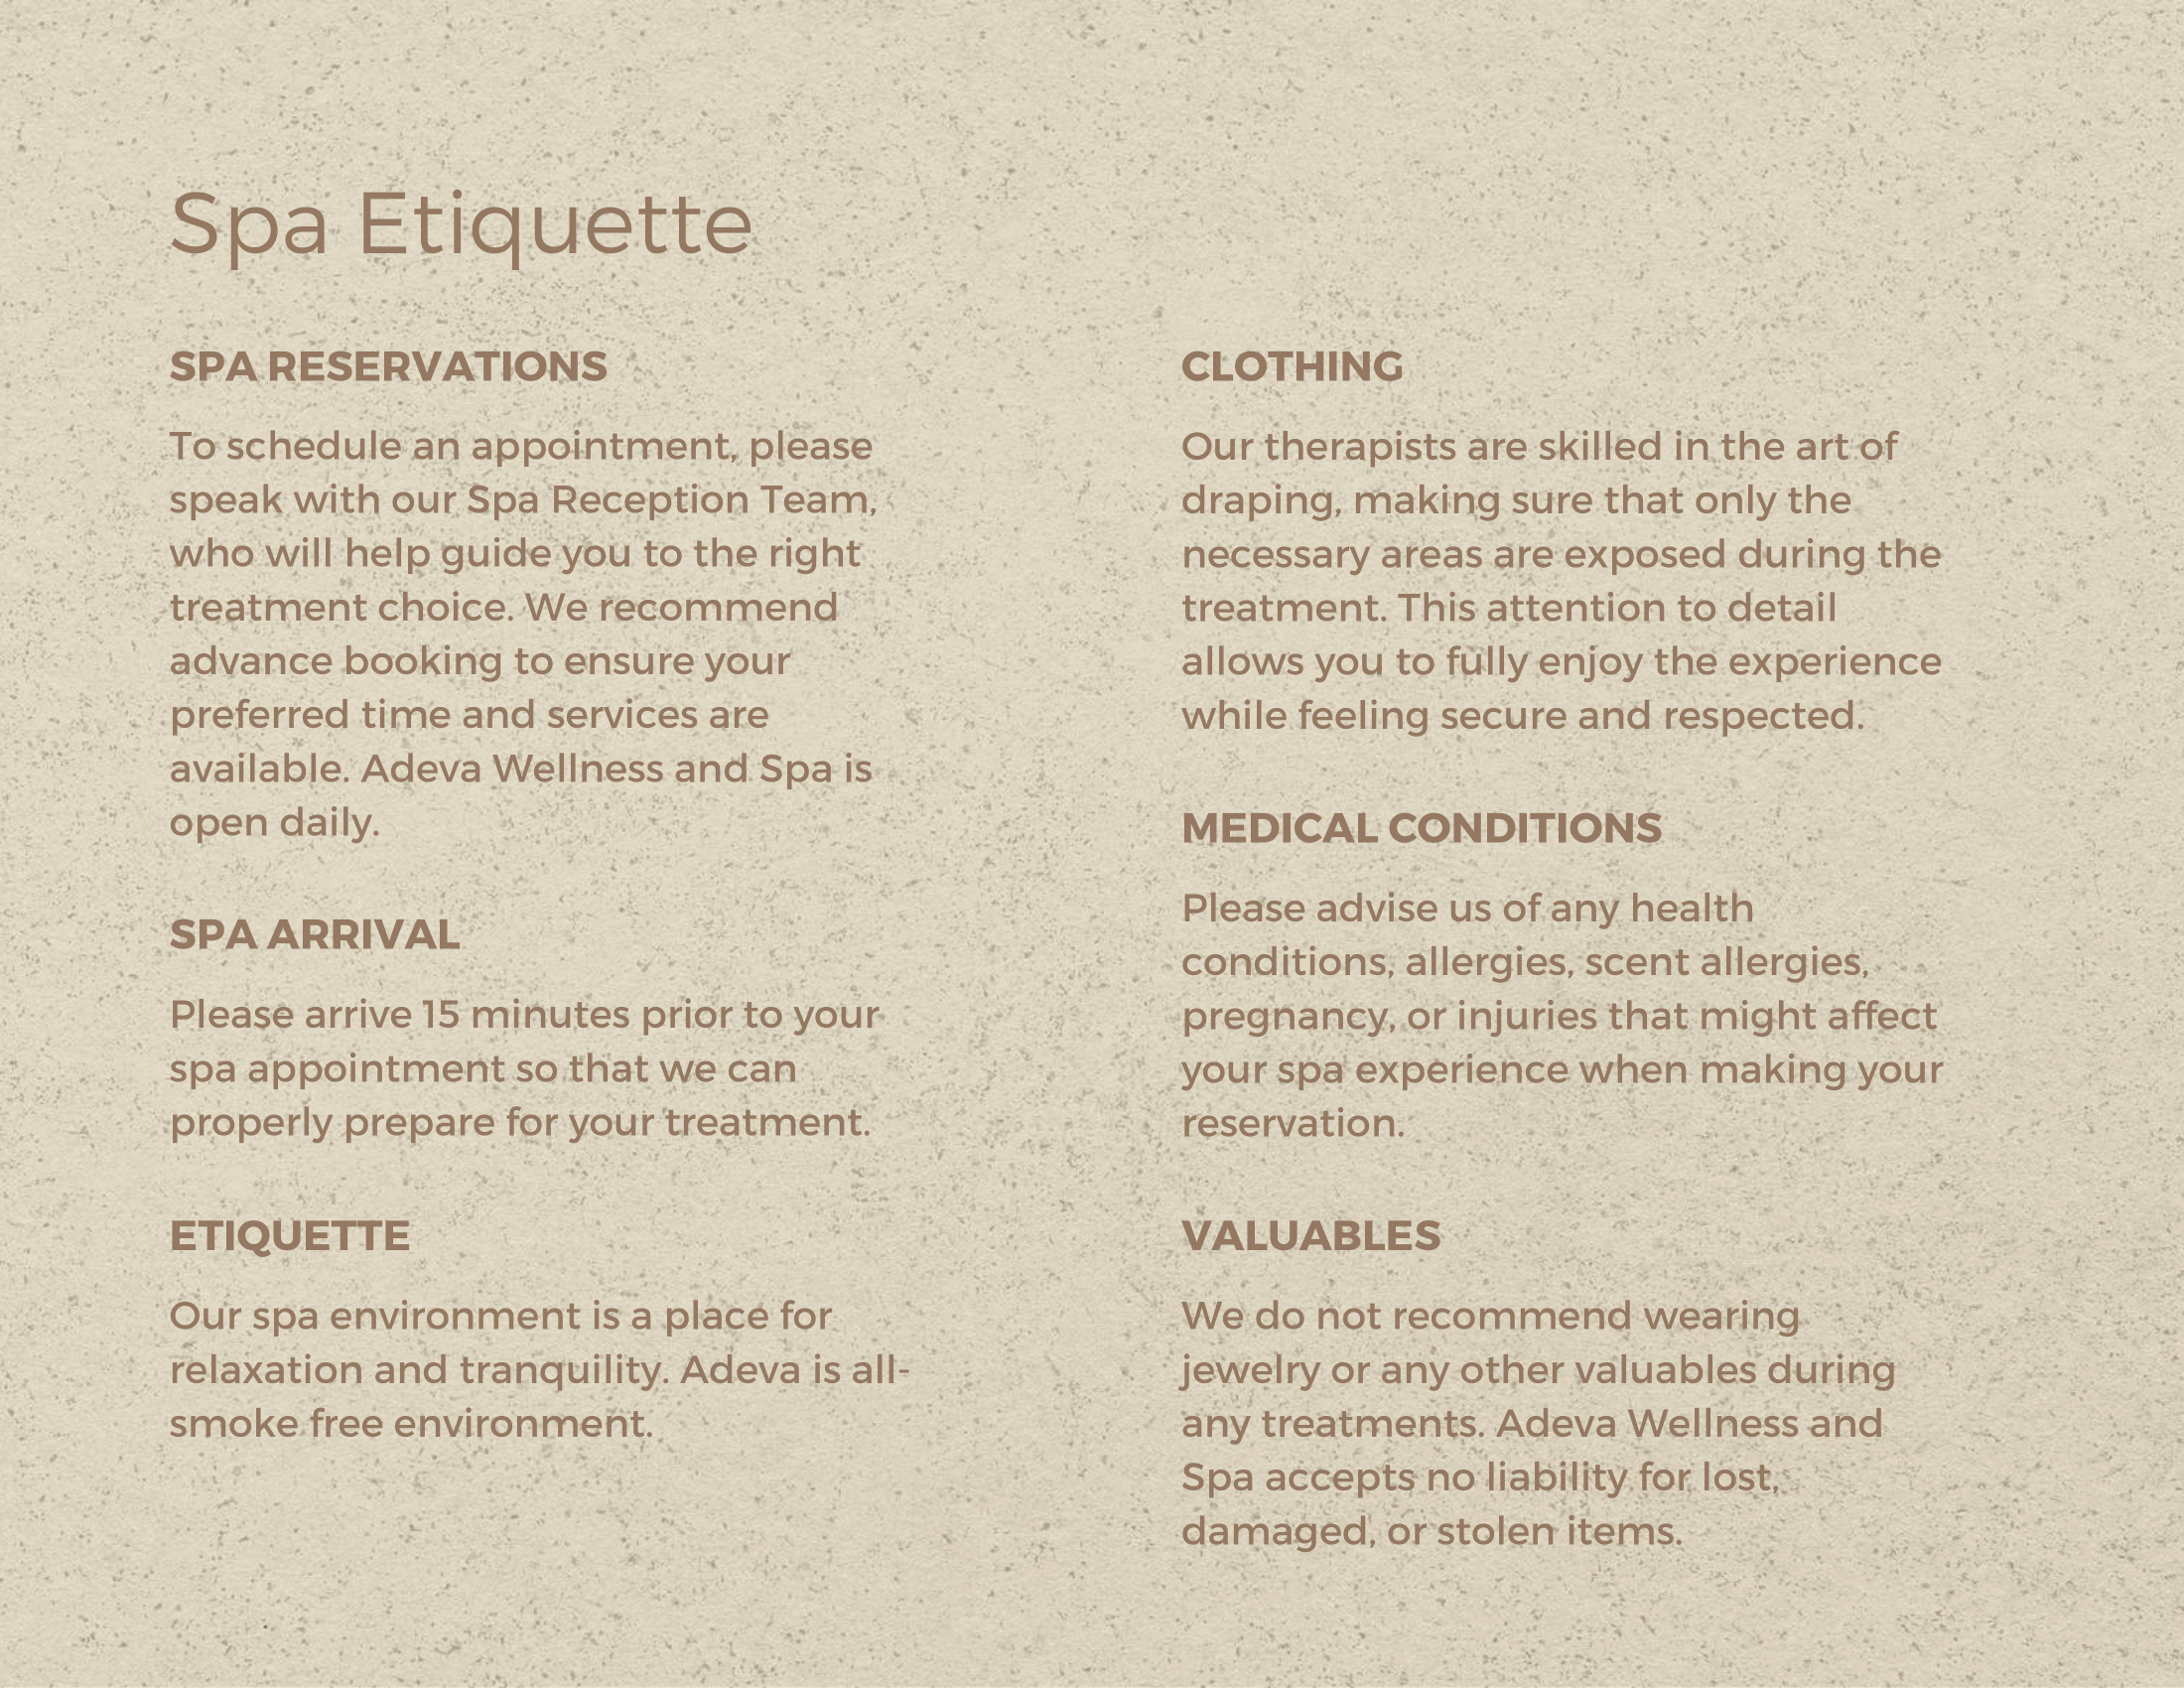 Spa Etiquette
SPA RESERVATIONS
To schedule an appointment, please
speak with our Spa Reception Team,
who will help guide you to the right
treatment choice. We recommend
advance booking to ensure your
preferred time and services are
available. Adeva Wellness and Spa is
open daily.
SPA ARRIVAL
Please arrive 15 minutes prior to your
spa appointment so that we can
properly prepare for your treatment.
ETIQUETTE
Our spa environment is a place for
relaxation and tranquility. Adeva is all-
smoke free environment.
CLOTHING
Our therapists are skilled in the art of
draping, making sure that only the
necessary areas are exposed during the
treatment. This attention to detail
allows you to fully enjoy the experience
while feeling secure and respected.
MEDICAL CONDITIONS
Please advise us of any health
conditions, allergies, scent allergies,
pregnancy, or injuries that might affect
your spa experience when making your
reservation.
VALUABLES
We do not recommend wearing
jewelry or any other valuables during
any treatments. Adeva Wellness and
Spa accepts no liability for lost,
damaged, or stolen items.